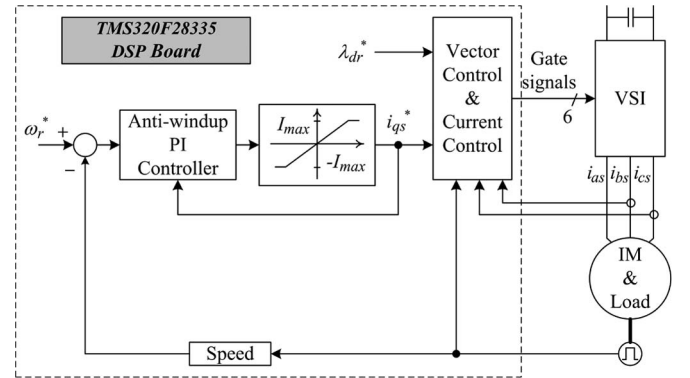 TMS320F28335
DSP Board
λdr*
Vector
Control
&
Current
Control
Gate
signals
6
VSI
ωr*
+
−
Anti-windup
PI
Controller
Imax
-Imax
iqs*
ias ibs ics
IM
&
Load
Speed